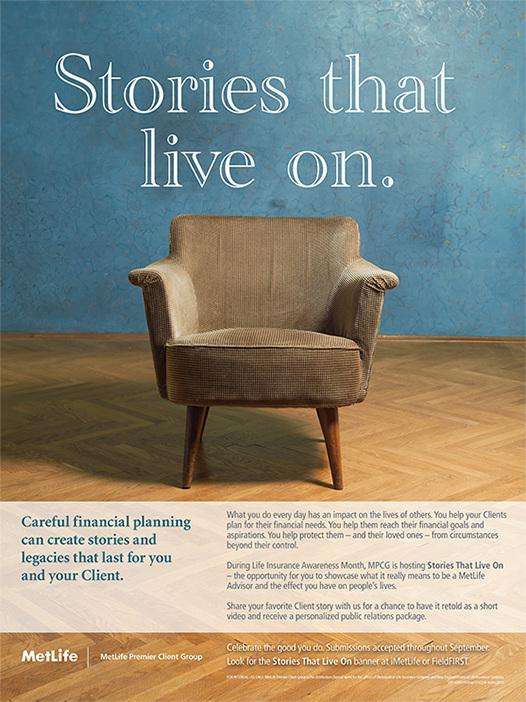 Stories that
live on.
Careful financial planning
can create stories and
legacies that last for you
and your Client.
What you do every day has an impact on the lives of others. You help your Clients
plan for their financial needs. You help them reach their financial goals and
aspirations. You help protect them – and their loved ones – from circumstances
beyond their control.
During Life Insurance Awareness Month, MPCG is hosting Stories That Live On
– the opportunity for you to showcase what it really means to be a MetLife
Advisor and the effect you have on people's lives.
Share your favorite Client story with us for a chance to have it retold as a short
video and receive a personalized public relations package.
MetLife | MetLife Premier Client Group
Celebrate the good you do. Submissions accepted throughout September.
Look for the Stories That Live On banner at iMetLife or FieldFIRST.